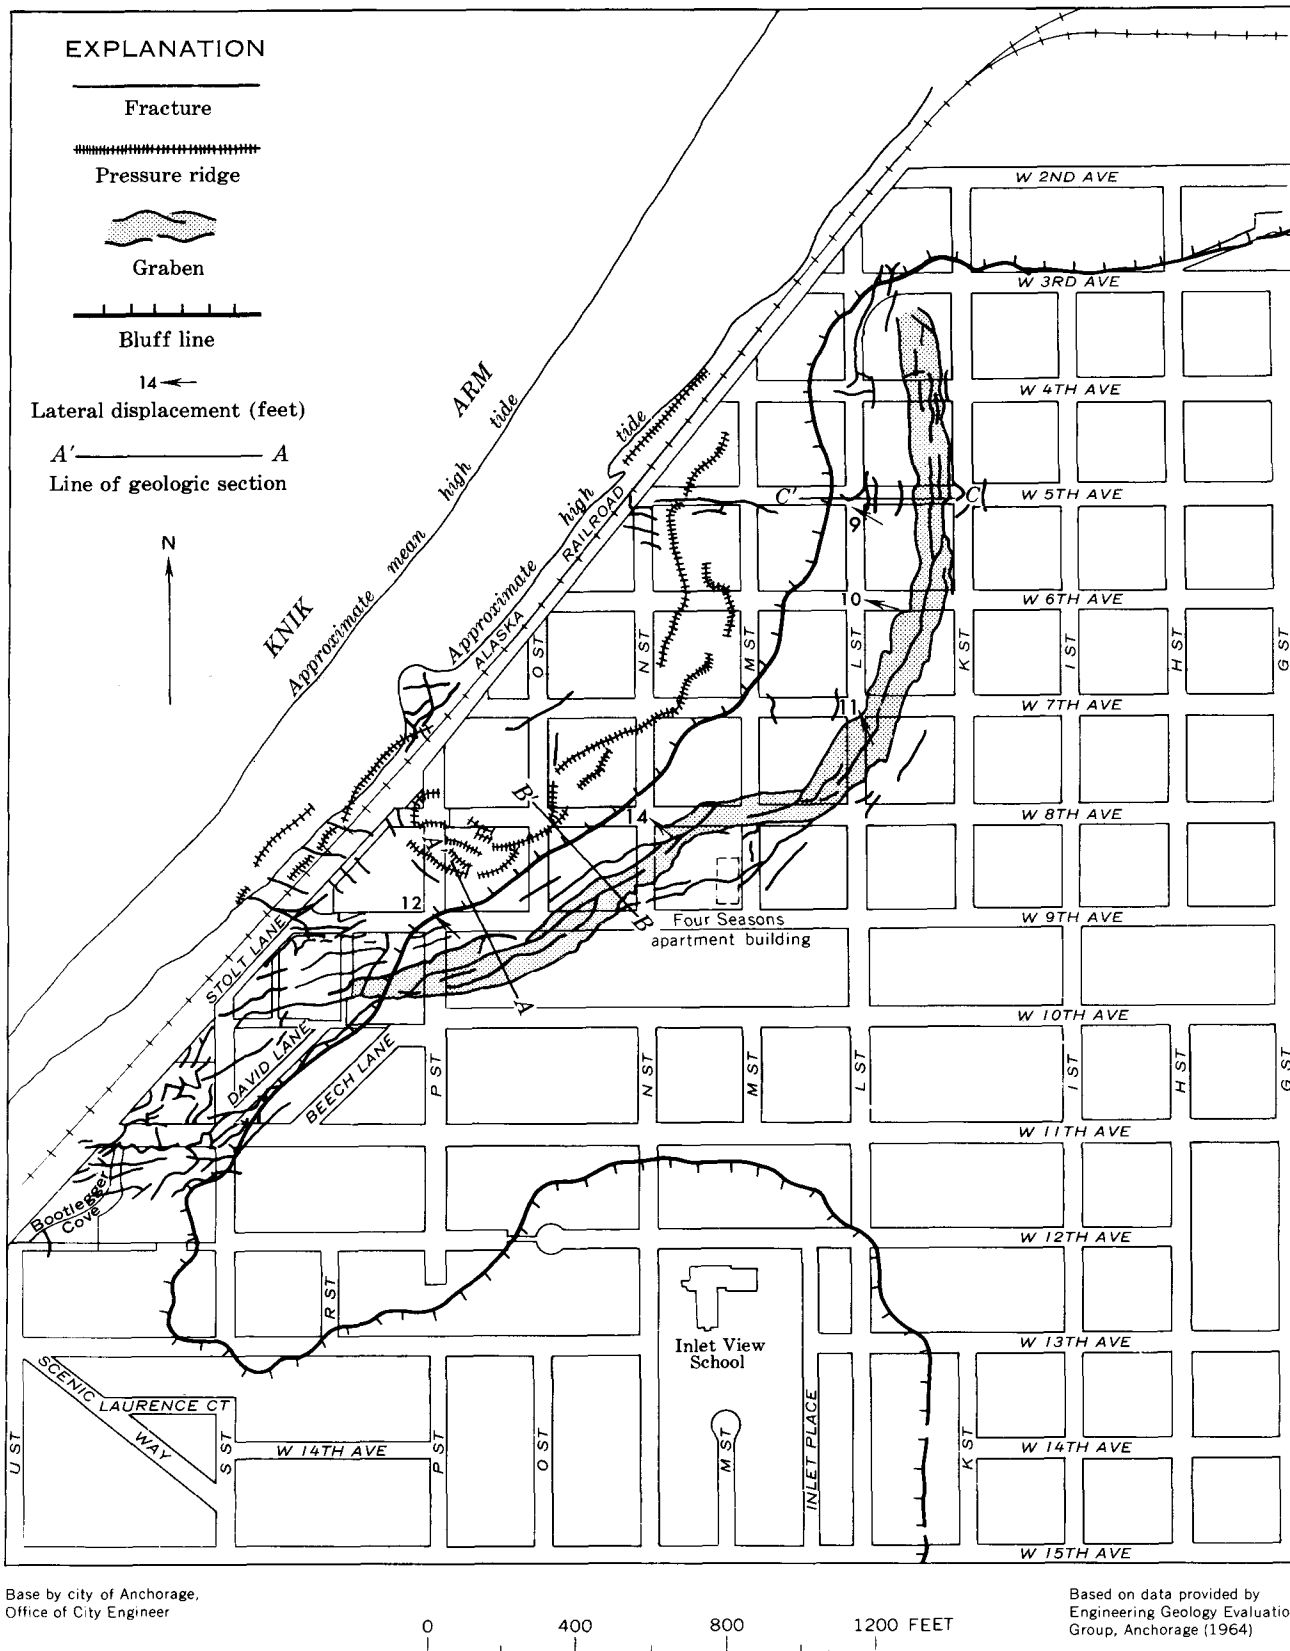 EXPLANATION
Fracture
Pressure ridge
Graben
Bluff line
14
Lateral displacement (feet)
A' A
Line of geologic section
N
KNIK ARM
Approximate mean high tide
Approximate high tide
ALASKA RAILROAD
W 2ND AVE
W 3RD AVE
W 4TH AVE
C' C
W 5TH AVE
9
10
W 6TH AVE
O ST
N ST
M ST
L ST
K ST
I ST
H ST
G ST
11
W 7TH AVE
B'
14
W 8TH AVE
A'
12
B
Four Seasons
apartment building
W 9TH AVE
STOLT LANE
A
W 10TH AVE
DAVID LANE
BEECH LANE
P ST
N ST
M ST
L ST
I ST
H ST
G ST
W 11TH AVE
Bootlegger
Cove
W 12TH AVE
R ST
Inlet View
School
W 13TH AVE
SCENIC WAY
LAURENCE CT
U ST
S ST
W 14TH AVE
P ST
O ST
M ST
INLET PLACE
K ST
W 14TH AVE
W 15TH AVE
Base by city of Anchorage,
Office of City Engineer
0 400 800 1200 FEET
Based on data provided by
Engineering Geology Evaluatio
Group, Anchorage (1964)